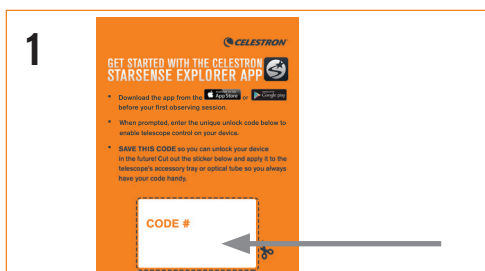 1
CELESTRON
GET STARTED WITH THE CELESTRON
STARSENSE EXPLORER APP
• Download the app from the App Store or Google play
before your first observing session.
• When prompted, enter the unique unlock code below to
enable telescope control on your device.
• SAVE THIS CODE so you can unlock your device
in the future! Cut out the sticker below and apply it to the
telescope's accessory tray or optical tube so you always
have your code handy.
CODE #